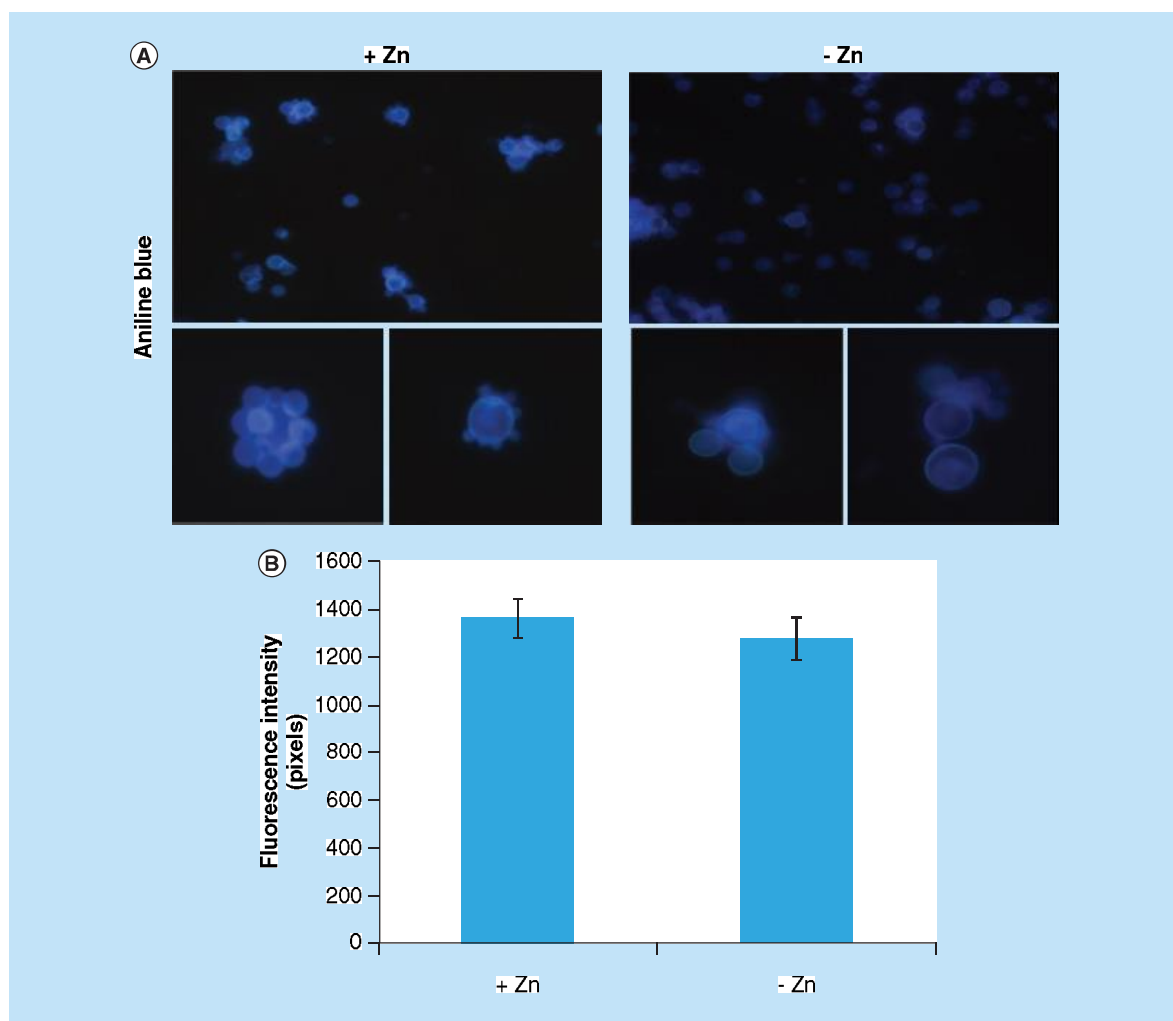 A
+ Zn
- Zn
Aniline blue
B
Fluorescence intensity
(pixels)
1600
1400
1200
1000
800
600
400
200
0
+ Zn
- Zn